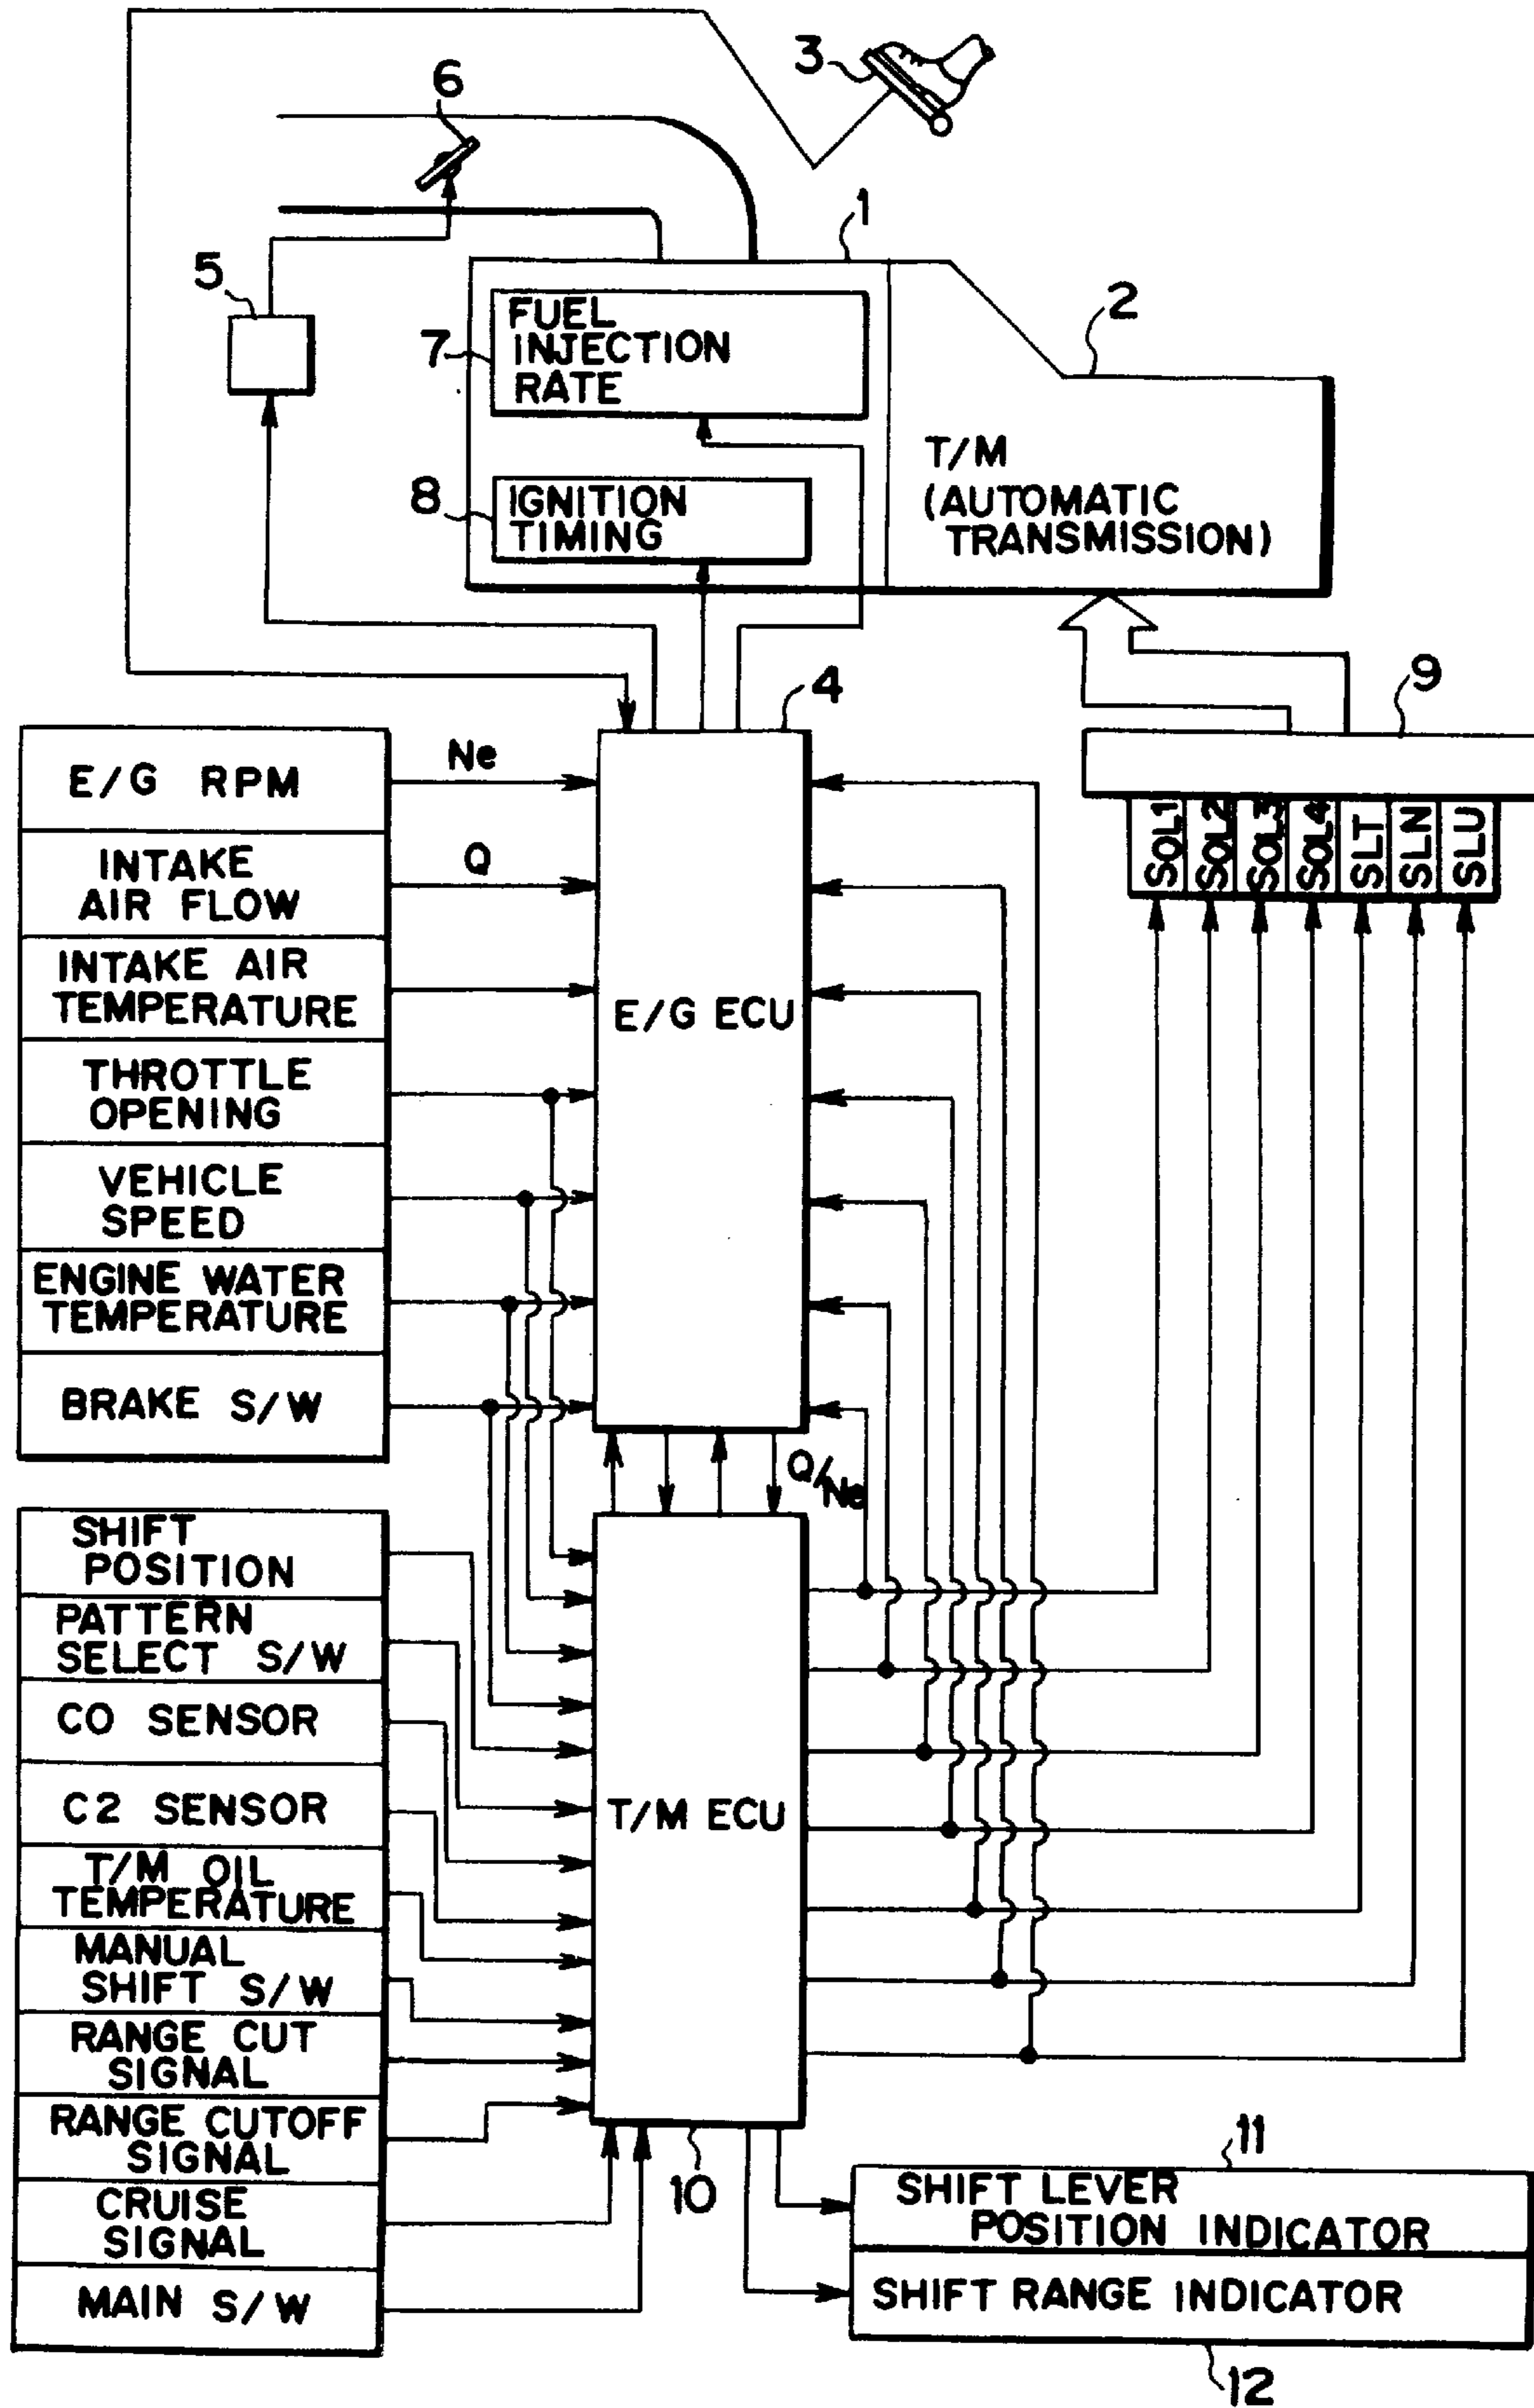 3
6
1
5
2
FUEL
INJECTION
RATE
7
T/M
(AUTOMATIC
TRANSMISSION)
8
IGNITION
TIMING
4
9
E/G RPM
Ne
SOL1
SOL2
SOL3
SOL4
SLT
SLN
SLU
INTAKE
AIR FLOW
Q
INTAKE AIR
TEMPERATURE
E/G ECU
THROTTLE
OPENING
VEHICLE
SPEED
ENGINE WATER
TEMPERATURE
BRAKE S/W
Q/
Ne
SHIFT
POSITION
PATTERN
SELECT S/W
CO SENSOR
C2 SENSOR
T/M ECU
T/M OIL
TEMPERATURE
MANUAL
SHIFT S/W
RANGE CUT
SIGNAL
RANGE CUTOFF
SIGNAL
10
11
CRUISE
SIGNAL
SHIFT LEVER
POSITION INDICATOR
MAIN S/W
SHIFT RANGE INDICATOR
12